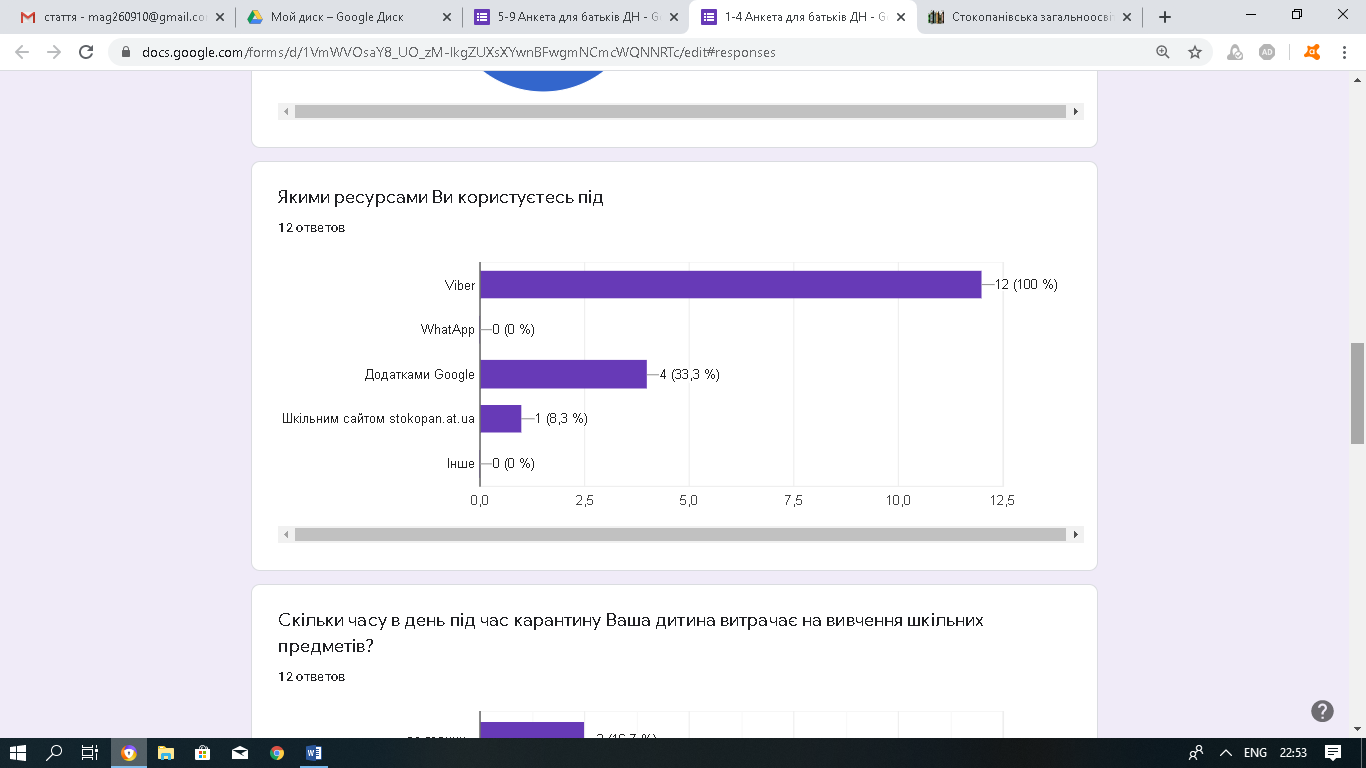 стаття - mag260910@gmail.co
Мой диск – Google Диск
5-9 Анкета для батьків ДН - G
1-4 Анкета для батьків ДН - G
Стокопанівська загальноосві
docs.google.com/forms/d/1VmWVOsaY8_UO_zM-IkgZUXsXYwnBFwgmNCmcWQNNRTc/edit#responses
Якими ресурсами Ви користуєтесь під
12 ответов
Viber
12 (100 %)
WhatApp
0 (0 %)
Додатками Google
4 (33,3 %)
Шкільним сайтом stokopan.at.ua
1 (8,3 %)
Інше
0 (0 %)
0,0 2,5 5,0 7,5 10,0 12,5
Скільки часу в день під час карантину Ваша дитина витрачає на вивчення шкільних
предметів?
12 ответов
ENG 22:53